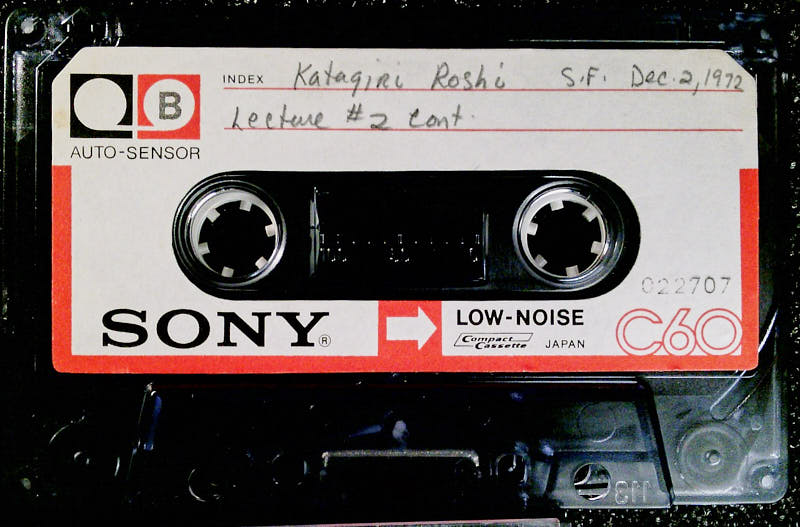 INDEX Katagiri Roshi S.F. Dec. 2, 1972
B Lecture #2 cont.
AUTO-SENSOR
022707
SONY® LOW-NOISE C60
Compact Cassette JAPAN
113